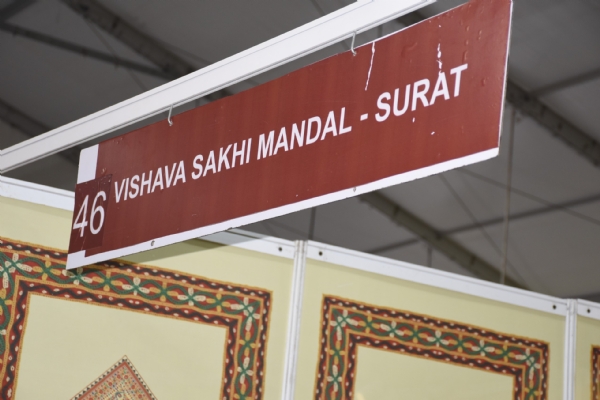 46 VISHAVA SAKHI MANDAL - SURAT